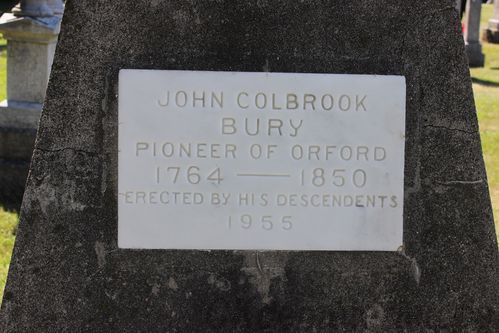 JOHN COLBROOK
BURY
PIONEER OF ORFORD
1764 — 1850
ERECTED BY HIS DESCENDENTS
1955